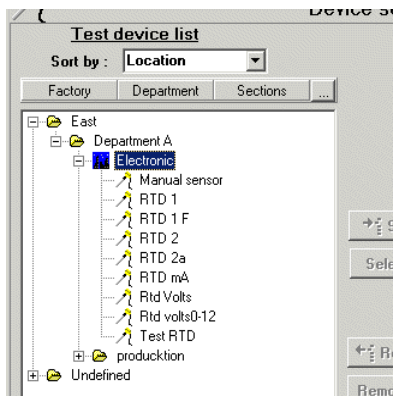 Test device list
Sort by : Location
Factory Department Sections ...
East
Department A
Electronic
Manual sensor
RTD 1
RTD 1 F
RTD 2
RTD 2a
RTD mA
Rtd Volts
Rtd volts0-12
Test RTD
producktion
Undefined